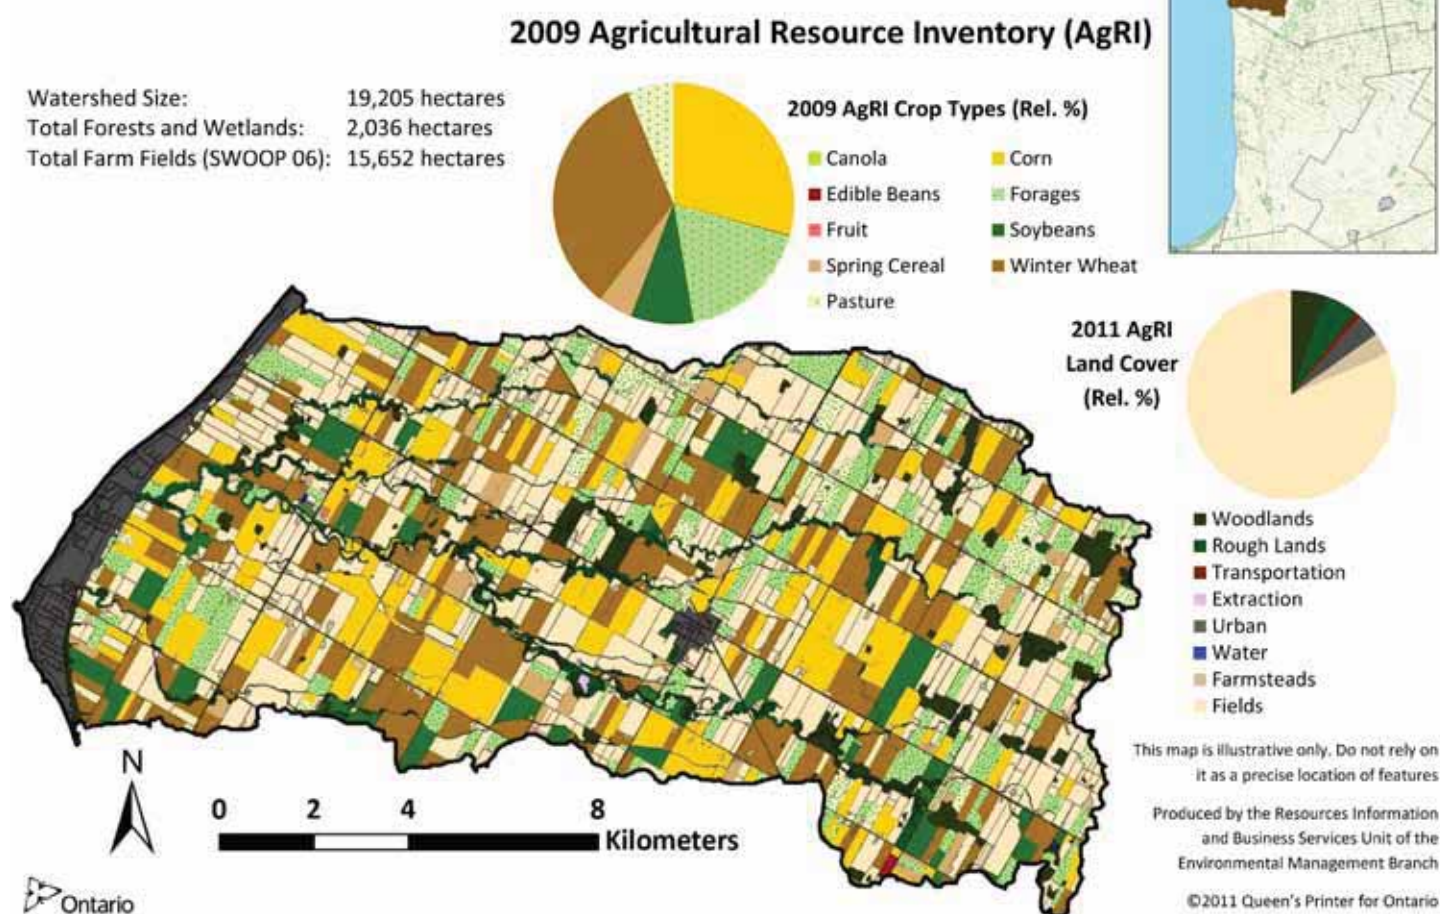 2009 Agricultural Resource Inventory (AgRI)
Watershed Size: 19,205 hectares
Total Forests and Wetlands: 2,036 hectares
Total Farm Fields (SWOOP 06): 15,652 hectares
2009 AgRI Crop Types (Rel. %)
Canola Corn
Edible Beans Forages
Fruit Soybeans
Spring Cereal Winter Wheat
Pasture
2011 AgRI
Land Cover
(Rel. %)
Woodlands
Rough Lands
Transportation
Extraction
Urban
Water
Farmsteads
Fields
This map is illustrative only. Do not rely on
it as a precise location of features
Produced by the Resources Information
and Business Services Unit of the
Environmental Management Branch
©2011 Queen's Printer for Ontario
N
0 2 4 8
Kilometers
Ontario